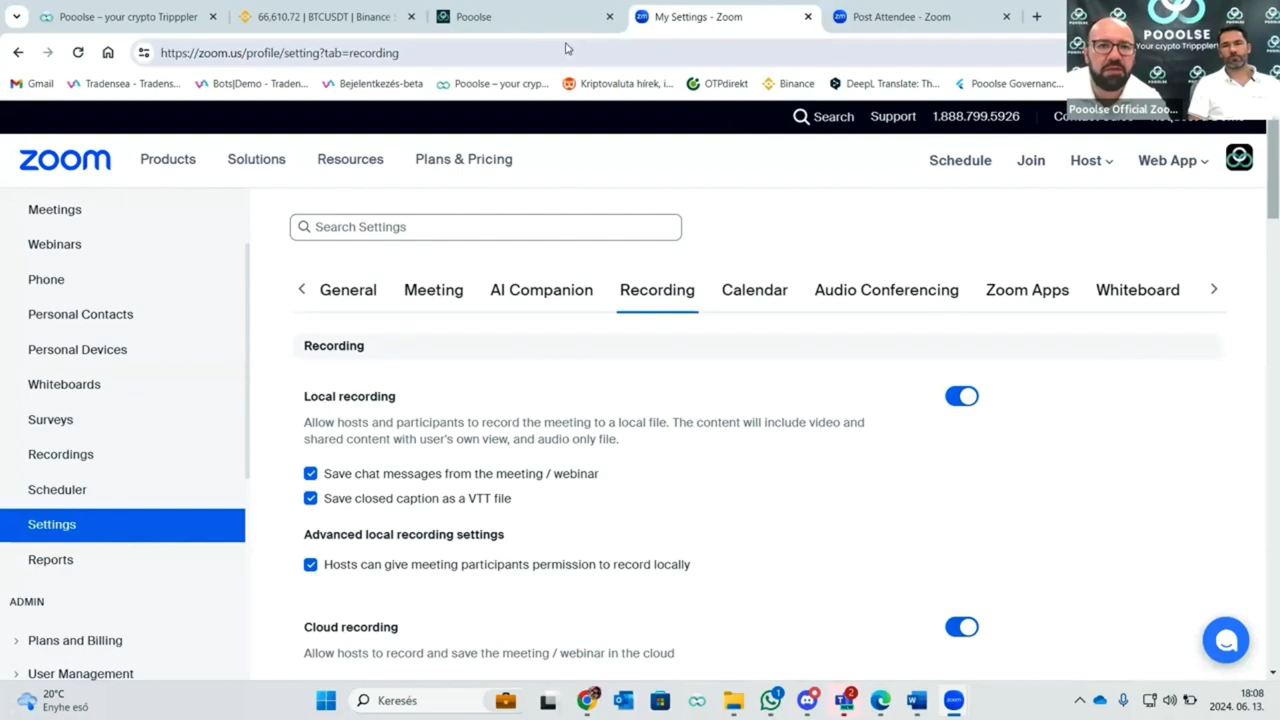 Pooolse – your crypto Trippler
66,610.72 | BTCUSDT | Binance S
Pooolse
My Settings - Zoom
Post Attendee - Zoom
https://zoom.us/profile/setting?tab=recording
Gmail
Tradensea - Tradens...
Bots|Demo - Traden...
Bejelentkezés-beta
Pooolse – your cryp...
Kriptovaluta hírek, i...
OTPdirekt
Binance
DeepL Translate: Th...
Pooolse Governanc...
POOOLSE
Your crypto Trippler
Pooolse Official Zoo...
Search
Support
1.888.799.5926
zoom
Products
Solutions
Resources
Plans & Pricing
Schedule
Join
Host
Web App
Meetings
Webinars
Phone
Personal Contacts
Personal Devices
Whiteboards
Surveys
Recordings
Scheduler
Settings
Reports
ADMIN
Plans and Billing
User Management
Search Settings
General
Meeting
AI Companion
Recording
Calendar
Audio Conferencing
Zoom Apps
Whiteboard
Recording
Local recording
Allow hosts and participants to record the meeting to a local file. The content will include video and
shared content with user's own view, and audio only file.
Save chat messages from the meeting / webinar
Save closed caption as a VTT file
Advanced local recording settings
Hosts can give meeting participants permission to record locally
Cloud recording
Allow hosts to record and save the meeting / webinar in the cloud
20°C
Enyhe eső
Keresés
1
2
zoom
18:08
2024. 06. 13.